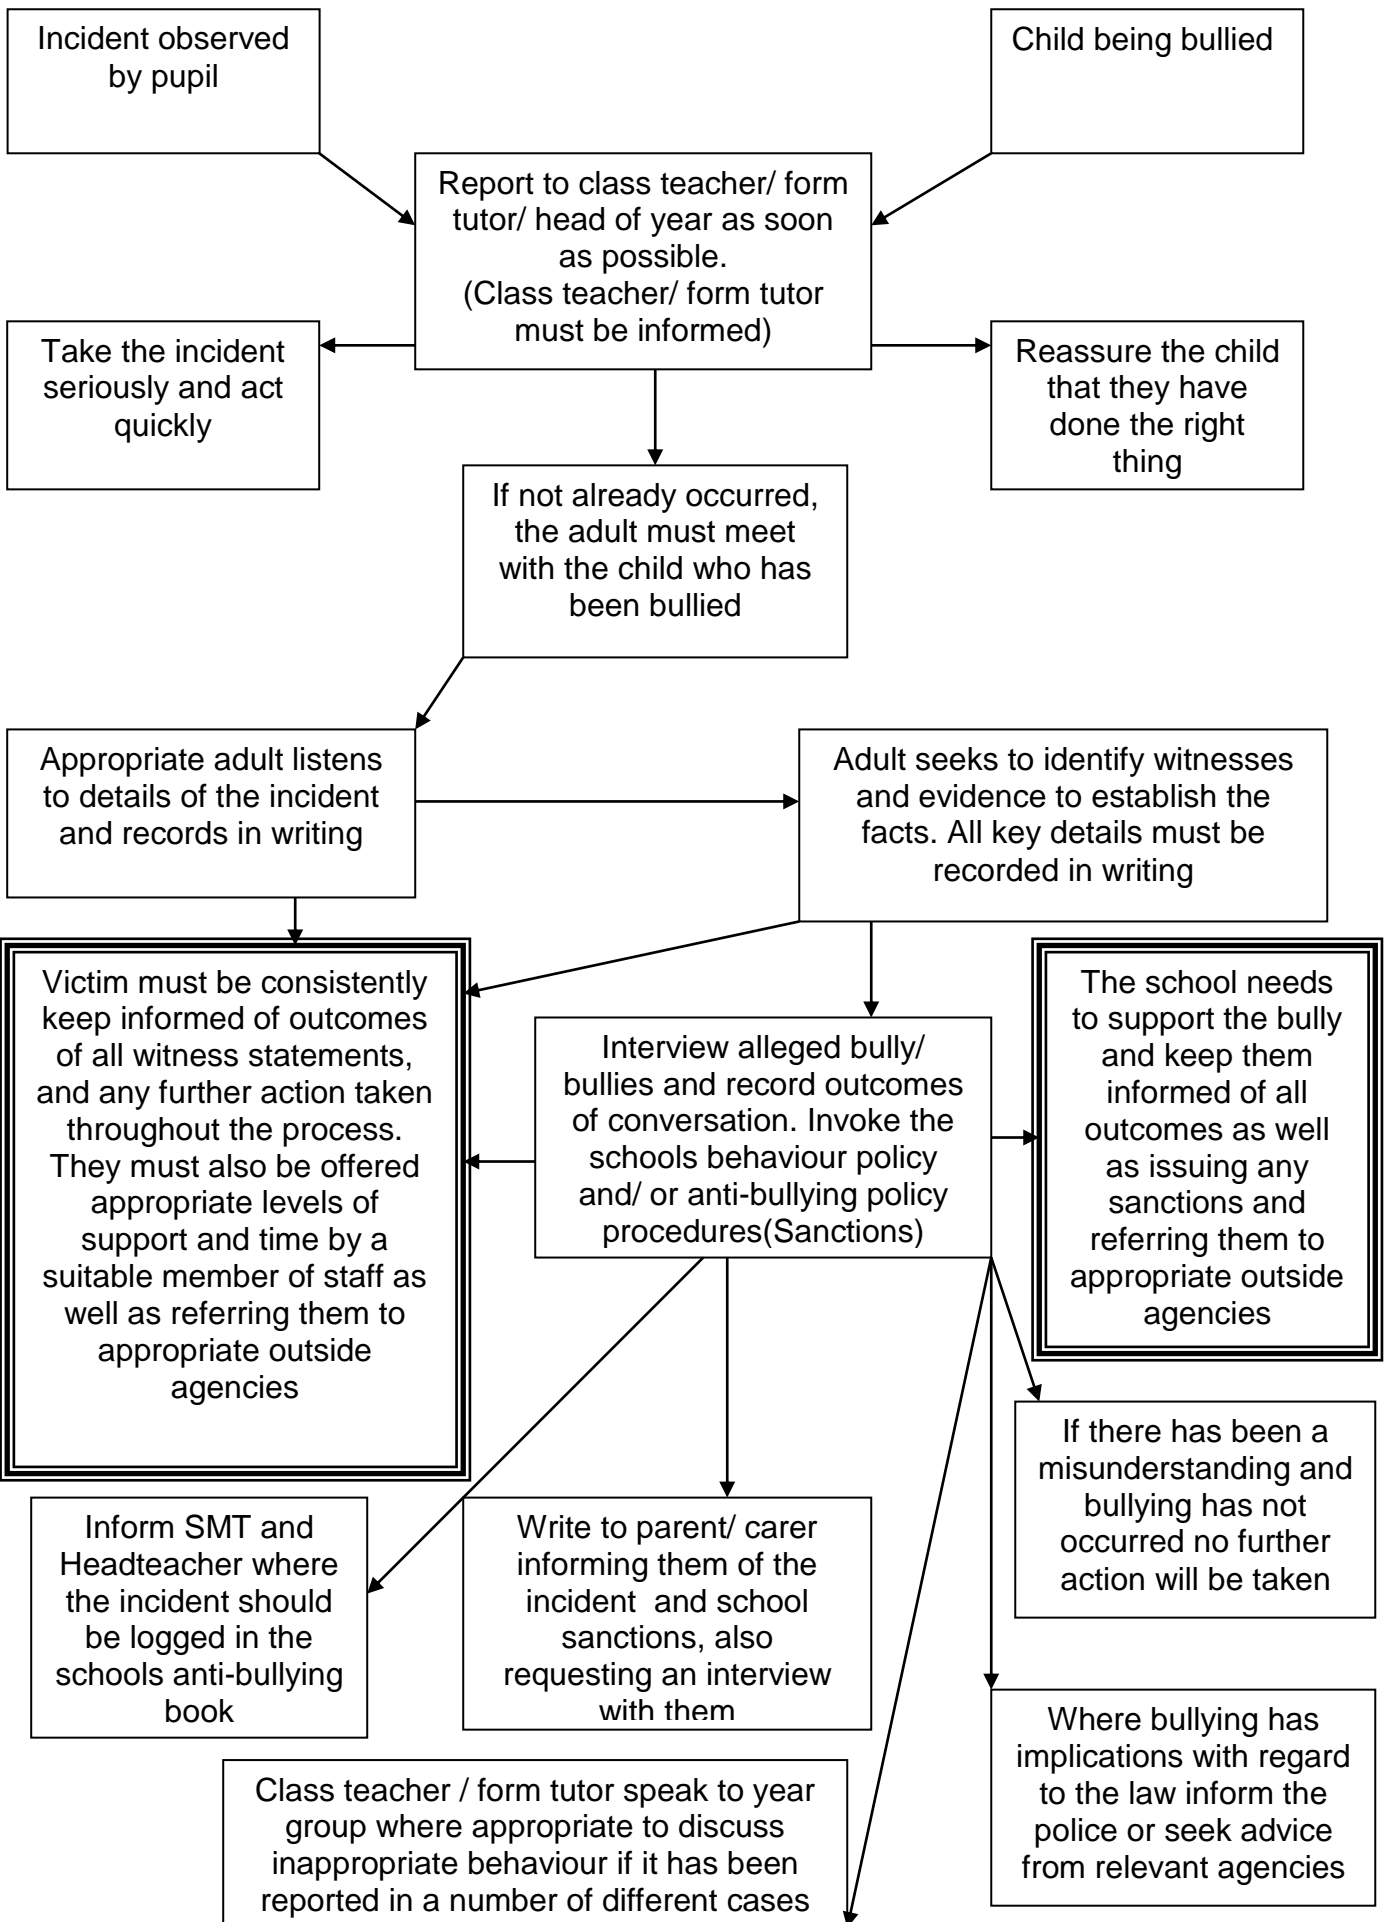 Incident observed
by pupil
Child being bullied
Report to class teacher/ form
tutor/ head of year as soon
as possible.
(Class teacher/ form tutor
must be informed)
Take the incident
seriously and act
quickly
Reassure the child
that they have
done the right
thing
If not already occurred,
the adult must meet
with the child who has
been bullied
Appropriate adult listens
to details of the incident
and records in writing
Adult seeks to identify witnesses
and evidence to establish the
facts. All key details must be
recorded in writing
Victim must be consistently
keep informed of outcomes
of all witness statements,
and any further action taken
throughout the process.
They must also be offered
appropriate levels of
support and time by a
suitable member of staff as
well as referring them to
appropriate outside
agencies
Interview alleged bully/
bullies and record outcomes
of conversation. Invoke the
schools behaviour policy
and/ or anti-bullying policy
procedures(Sanctions)
The school needs
to support the bully
and keep them
informed of all
outcomes as well
as issuing any
sanctions and
referring them to
appropriate outside
agencies
If there has been a
misunderstanding and
bullying has not
occurred no further
action will be taken
Inform SMT and
Headteacher where
the incident should
be logged in the
schools anti-bullying
book
Write to parent/ carer
informing them of the
incident  and school
sanctions, also
requesting an interview
with them
Where bullying has
implications with regard
to the law inform the
police or seek advice
from relevant agencies
Class teacher / form tutor speak to year
group where appropriate to discuss
inappropriate behaviour if it has been
reported in a number of different cases